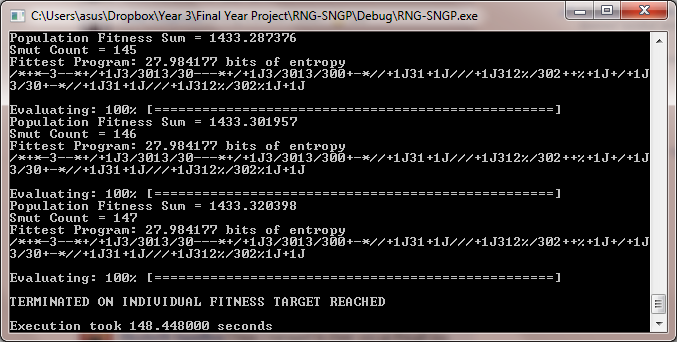 C:\Users\asus\Dropbox\Year 3\Final Year Project\RNG-SNGP\Debug\RNG-SNGP.exe
Population Fitness Sum = 1433.287376
Smut Count = 145
Fittest Program: 27.984177 bits of entropy
/*+*-3--*+/+1J3/3013/30---*+/+1J3/3013/300+-*//+1J31+1J///+1J312%/302++%+1J+/+1J
3/30+-*//+1J31+1J///+1J312%/302%1J+1J
Evaluating: 100% [==================================================]
Population Fitness Sum = 1433.301957
Smut Count = 146
Fittest Program: 27.984177 bits of entropy
/*+*-3--*+/+1J3/3013/30---*+/+1J3/3013/300+-*//+1J31+1J///+1J312%/302++%+1J+/+1J
3/30+-*//+1J31+1J///+1J312%/302%1J+1J
Evaluating: 100% [==================================================]
Population Fitness Sum = 1433.320398
Smut Count = 147
Fittest Program: 27.984177 bits of entropy
/*+*-3--*+/+1J3/3013/30---*+/+1J3/3013/300+-*//+1J31+1J///+1J312%/302++%+1J+/+1J
3/30+-*//+1J31+1J///+1J312%/302%1J+1J
Evaluating: 100% [==================================================]
TERMINATED ON INDIVIDUAL FITNESS TARGET REACHED
Execution took 148.448000 seconds